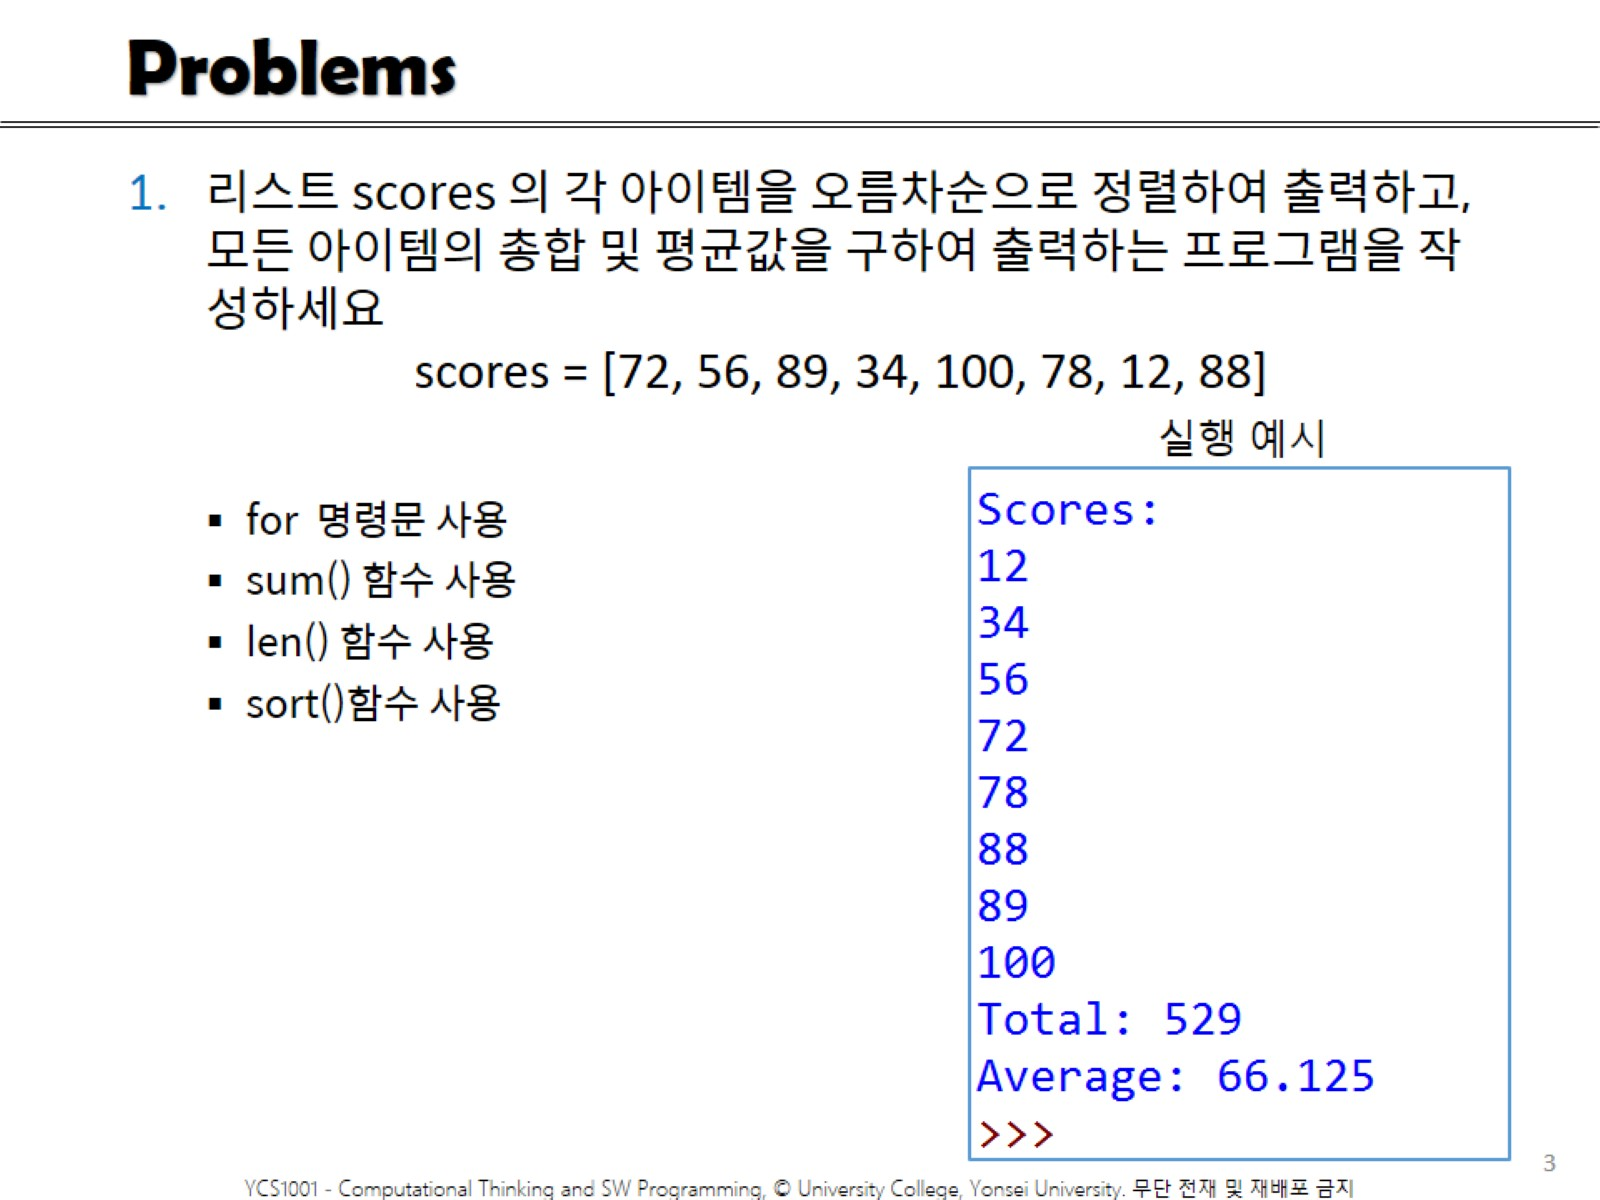 Problems
1. 리스트 scores 의 각 아이템을 오름차순으로 정렬하여 출력하고,
모든 아이템의 총합 및 평균값을 구하여 출력하는 프로그램을 작
성하세요
scores = [72, 56, 89, 34, 100, 78, 12, 88]
▪ for 명령문 사용
▪ sum() 함수 사용
▪ len() 함수 사용
▪ sort()함수 사용
실행 예시
Scores:
12
34
56
72
78
88
89
100
Total: 529
Average: 66.125
>>>
3
YCS1001 - Computational Thinking and SW Programming, © University College, Yonsei University. 무단 전재 및 재배포 금지